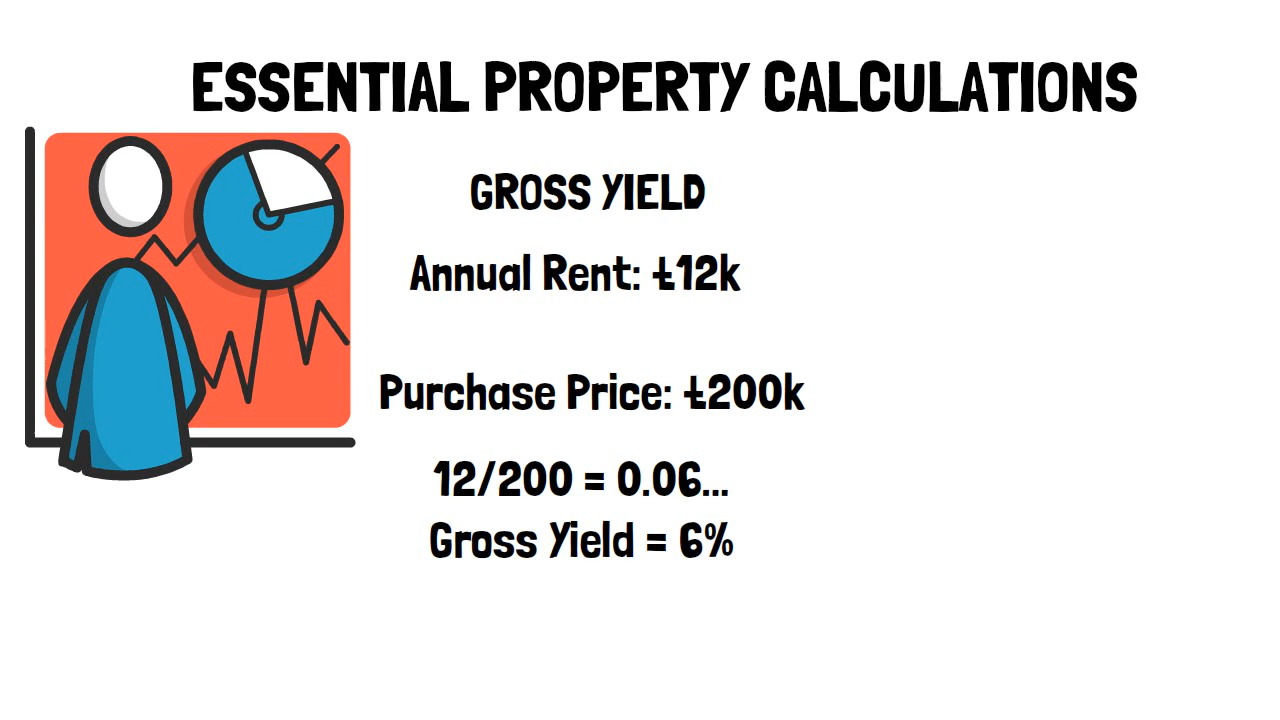 ESSENTIAL PROPERTY CALCULATIONS
GROSS YIELD
Annual Rent: £12k
Purchase Price: £200k
12/200 = 0.06...
Gross Yield = 6%